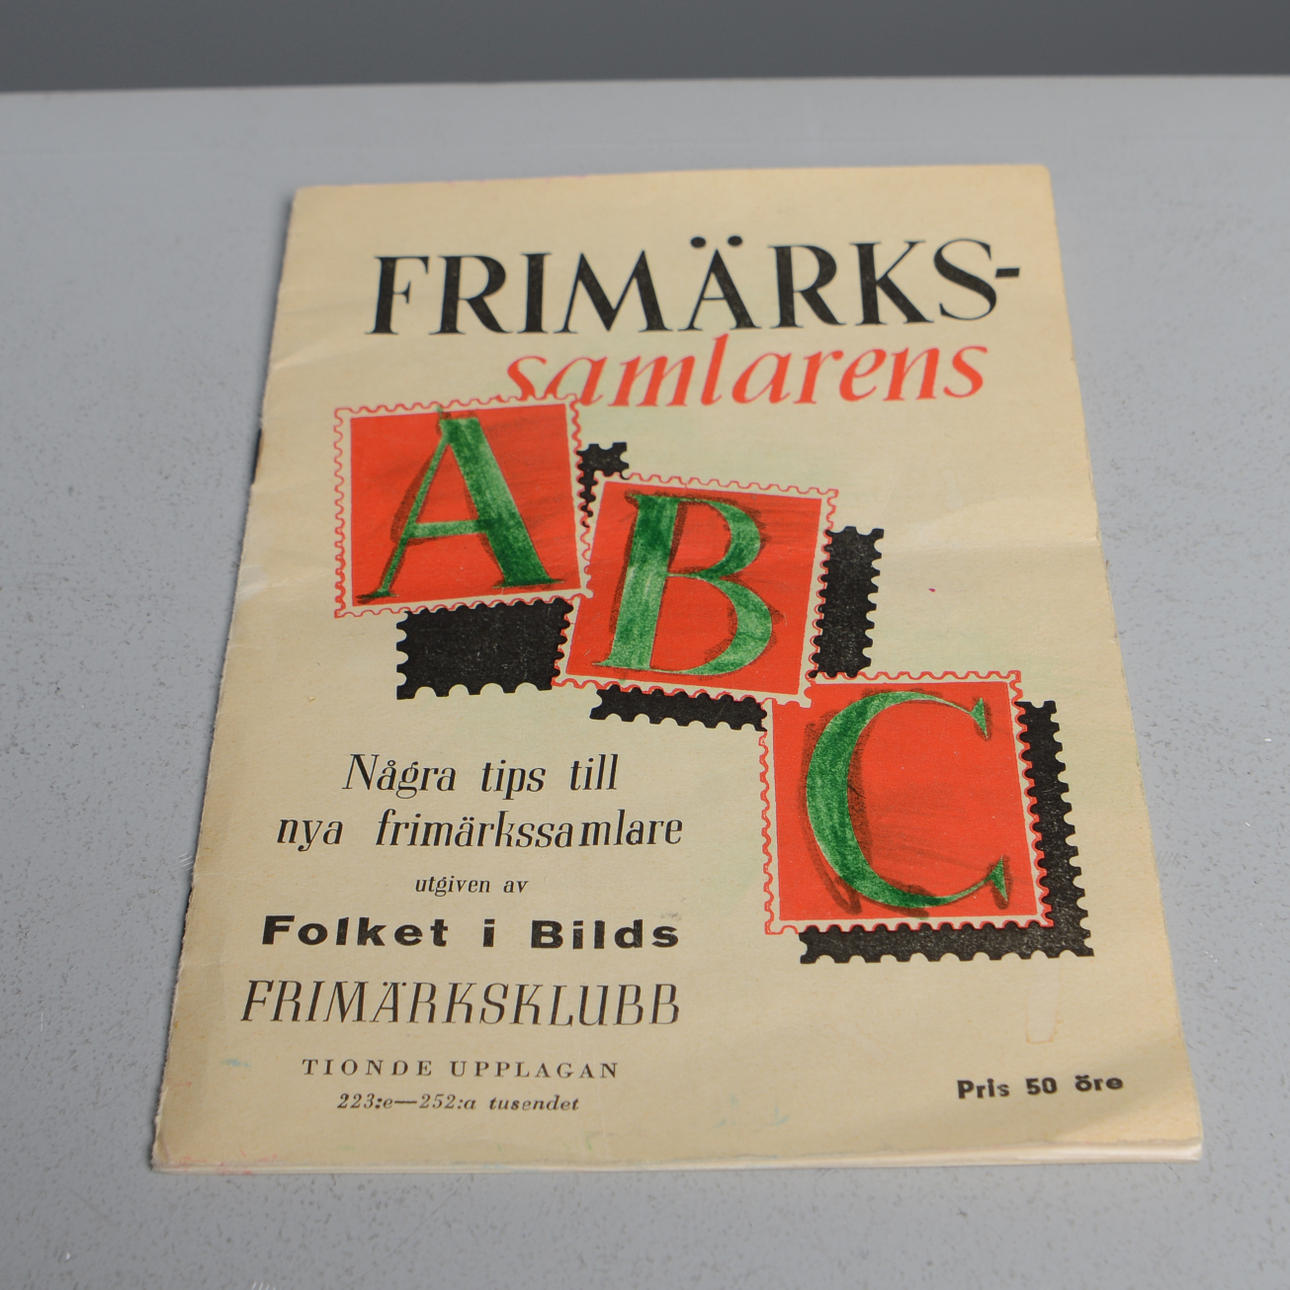 FRIMÄRKS-
samlarens
A
B
C
Några tips till
nya frimärkssamlare
utgiven av
Folket i Bilds
FRIMÄRKSKLUBB
TIONDE UPPLAGAN
223:e—252:a tusendet
Pris 50 öre